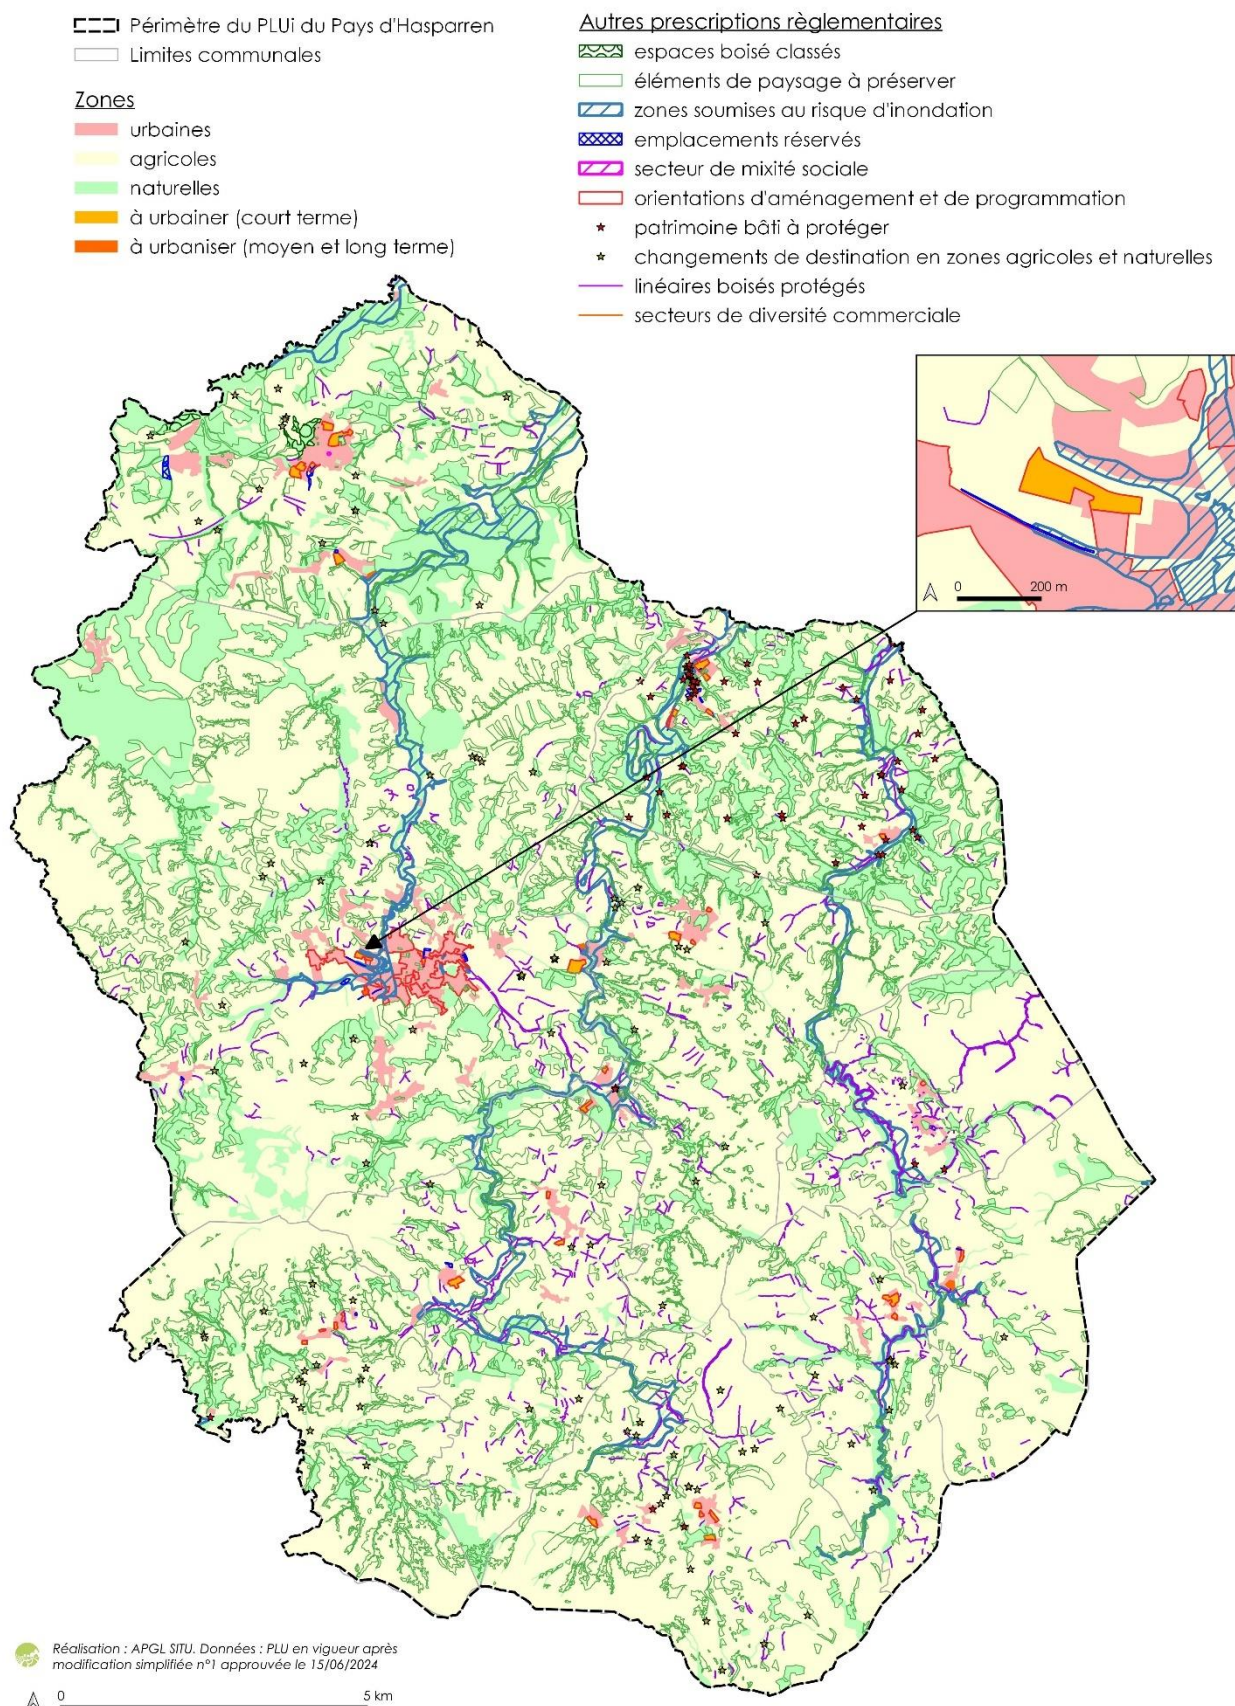 Périmètre du PLUi du Pays d'Hasparren
Limites communales
Zones
urbaines
agricoles
naturelles
à urbainer (court terme)
à urbaniser (moyen et long terme)
Autres prescriptions règlementaires
espaces boisé classés
éléments de paysage à préserver
zones soumises au risque d'inondation
emplacements réservés
secteur de mixité sociale
orientations d'aménagement et de programmation
patrimoine bâti à protéger
changements de destination en zones agricoles et naturelles
linéaires boisés protégés
secteurs de diversité commerciale
0 200 m
Réalisation : APGL SITU. Données : PLU en vigueur après
modification simplifiée n°1 approuvée le 15/06/2024
0 5 km